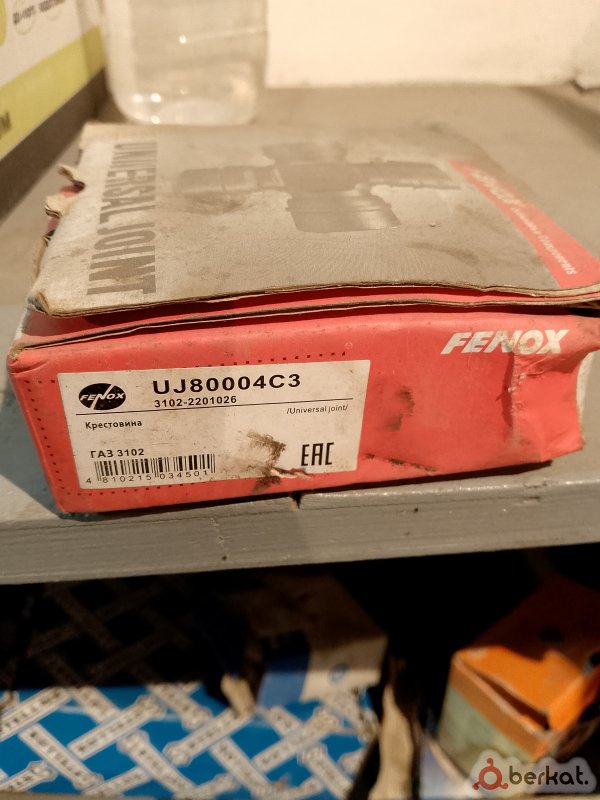 UNIVERSAL JOINT
FENOX
FENOX
UJ80004C3
3102-2201026
/Universal joint/
Крестовина
ГАЗ 3102
EAC
4 810215 034501
berkat.